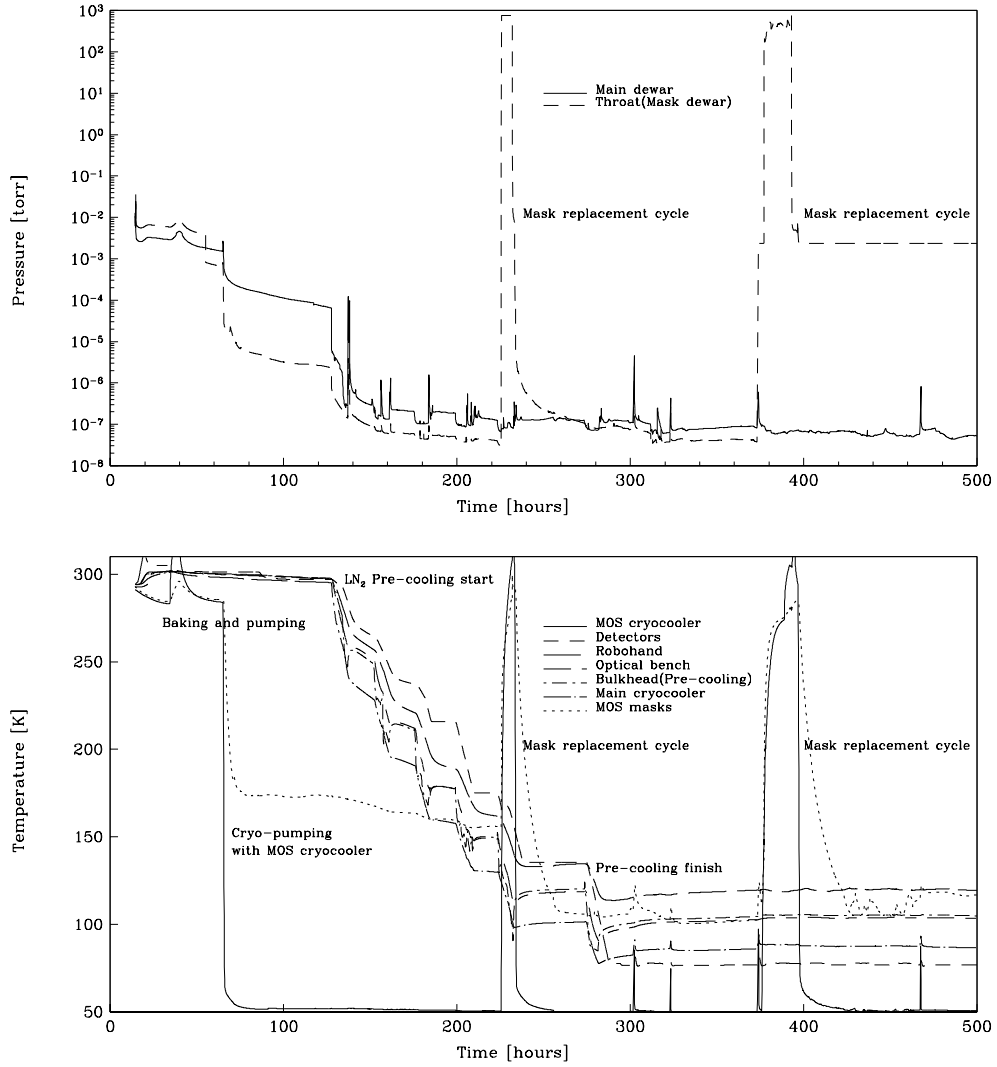 10³
10²
10¹
10⁰
10⁻¹
10⁻²
10⁻³
10⁻⁴
10⁻⁵
10⁻⁶
10⁻⁷
10⁻⁸
Pressure [torr]
Main dewar
Throat(Mask dewar)
Mask replacement cycle
Mask replacement cycle
0
100
200
300
400
500
Time [hours]
300
250
200
150
100
50
Temperature [K]
LN₂ Pre-cooling start
Baking and pumping
MOS cryocooler
Detectors
Robohand
Optical bench
Bulkhead(Pre-cooling)
Main cryocooler
MOS masks
Mask replacement cycle
Mask replacement cycle
Cryo-pumping
with MOS cryocooler
Pre-cooling finish
0
100
200
300
400
500
Time [hours]